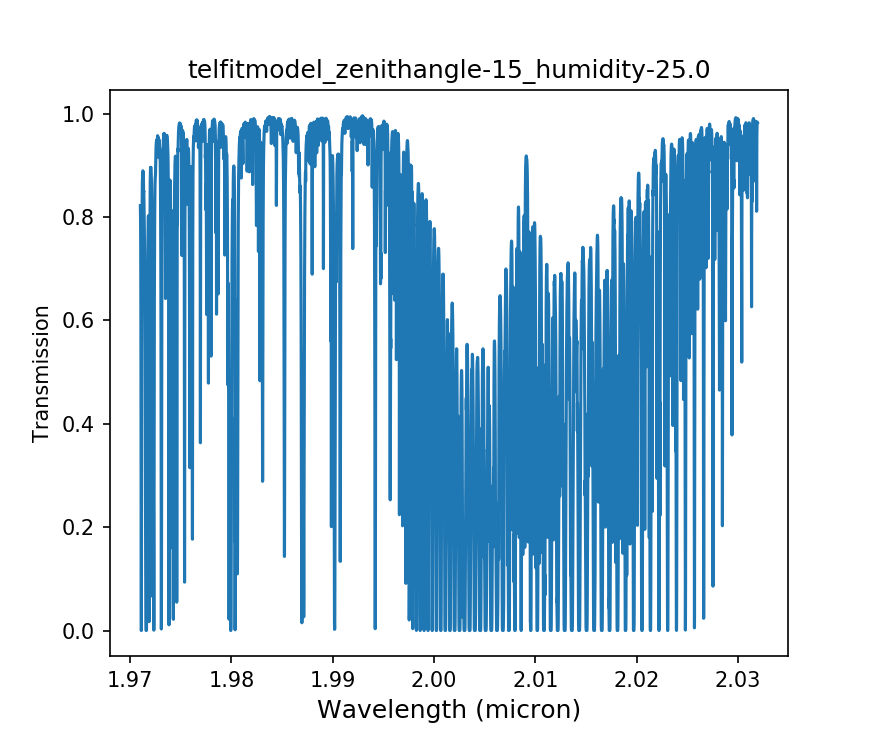 telfitmodel_zenithangle-15_humidity-25.0
1.0
0.8
0.6
0.4
0.2
0.0
Transmission
1.97 1.98 1.99 2.00 2.01 2.02 2.03
Wavelength (micron)